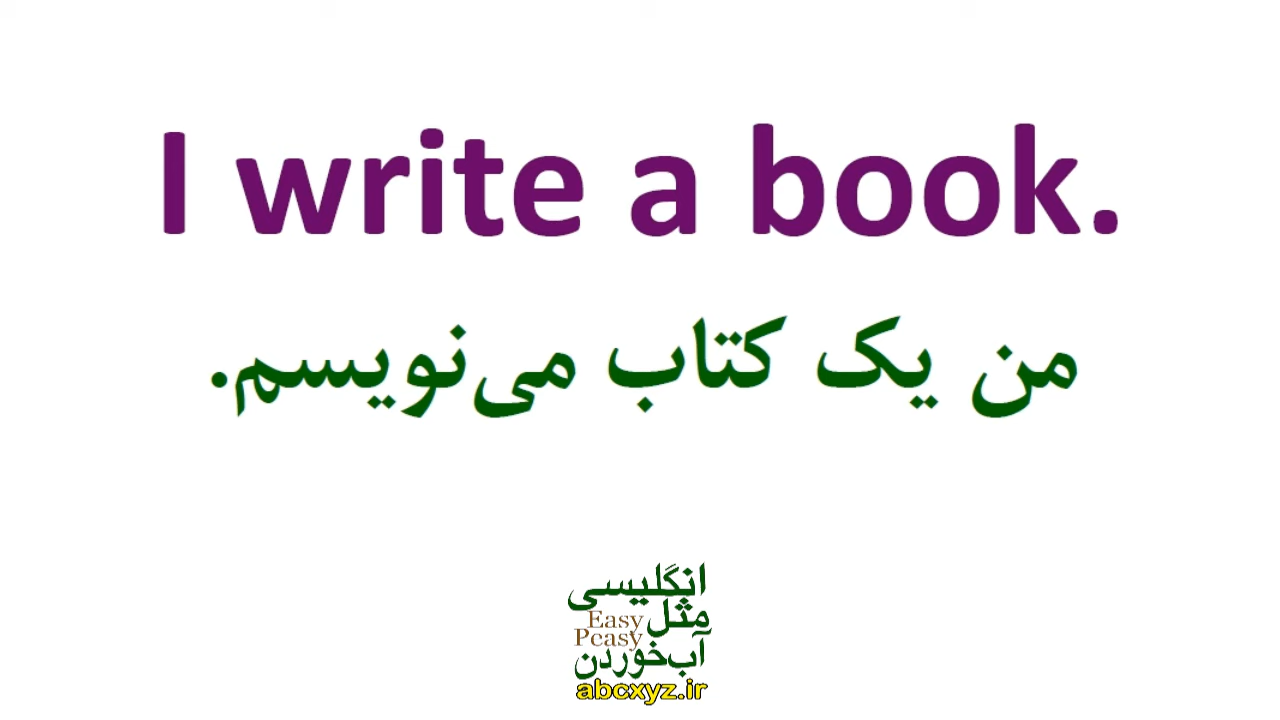 I write a book.
من یک کتاب می‌نویسم.
انگلیسی
مثل
Easy
Peasy
آب‌خوردن
abcxyz.ir